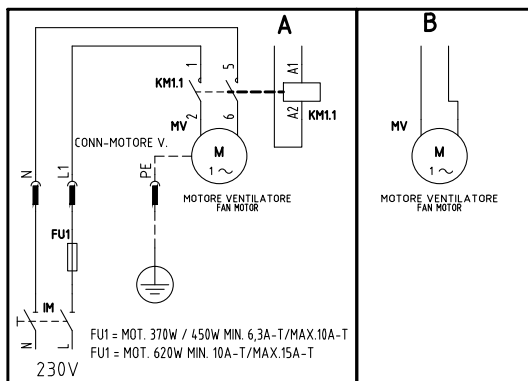 A
B
1
5
A1
KM1.1
A2
KM1.1
2
6
MV
MV
CONN-MOTORE V.
M
1 ~
M
1 ~
N
L1
PE
MOTORE VENTILATORE
FAN MOTOR
MOTORE VENTILATORE
FAN MOTOR
FU1
IM
N
L
FU1 = MOT. 370W / 450W MIN. 6,3A-T/MAX.10A-T
FU1 = MOT. 620W MIN. 10A-T/MAX.15A-T
230V